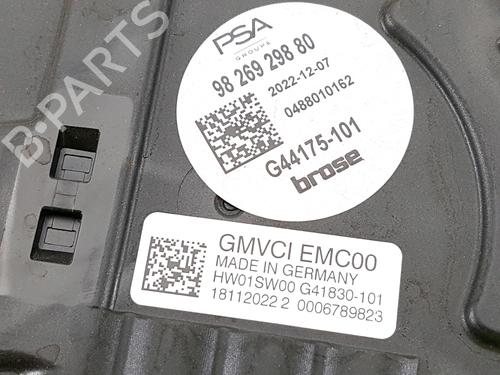 B-PARTS
PSA
GROUPE
98 269 298 80
2022-12-07
0488010162
G44175-101
brose
GMVCI EMC00
MADE IN GERMANY
HW01SW00 G41830-101
18112022 2 0006789823